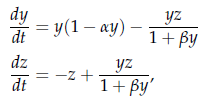 dy/dt = y(1 − αy) − yz/(1 + βy)
dz/dt = −z + yz/(1 + βy),